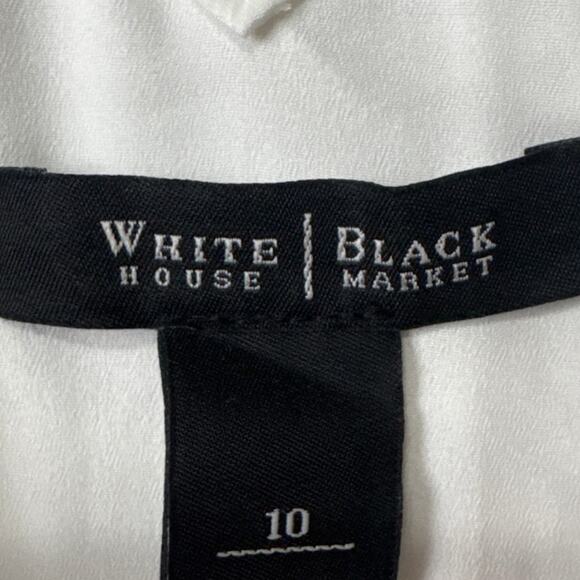 WHITE | BLACK
HOUSE | MARKET
10